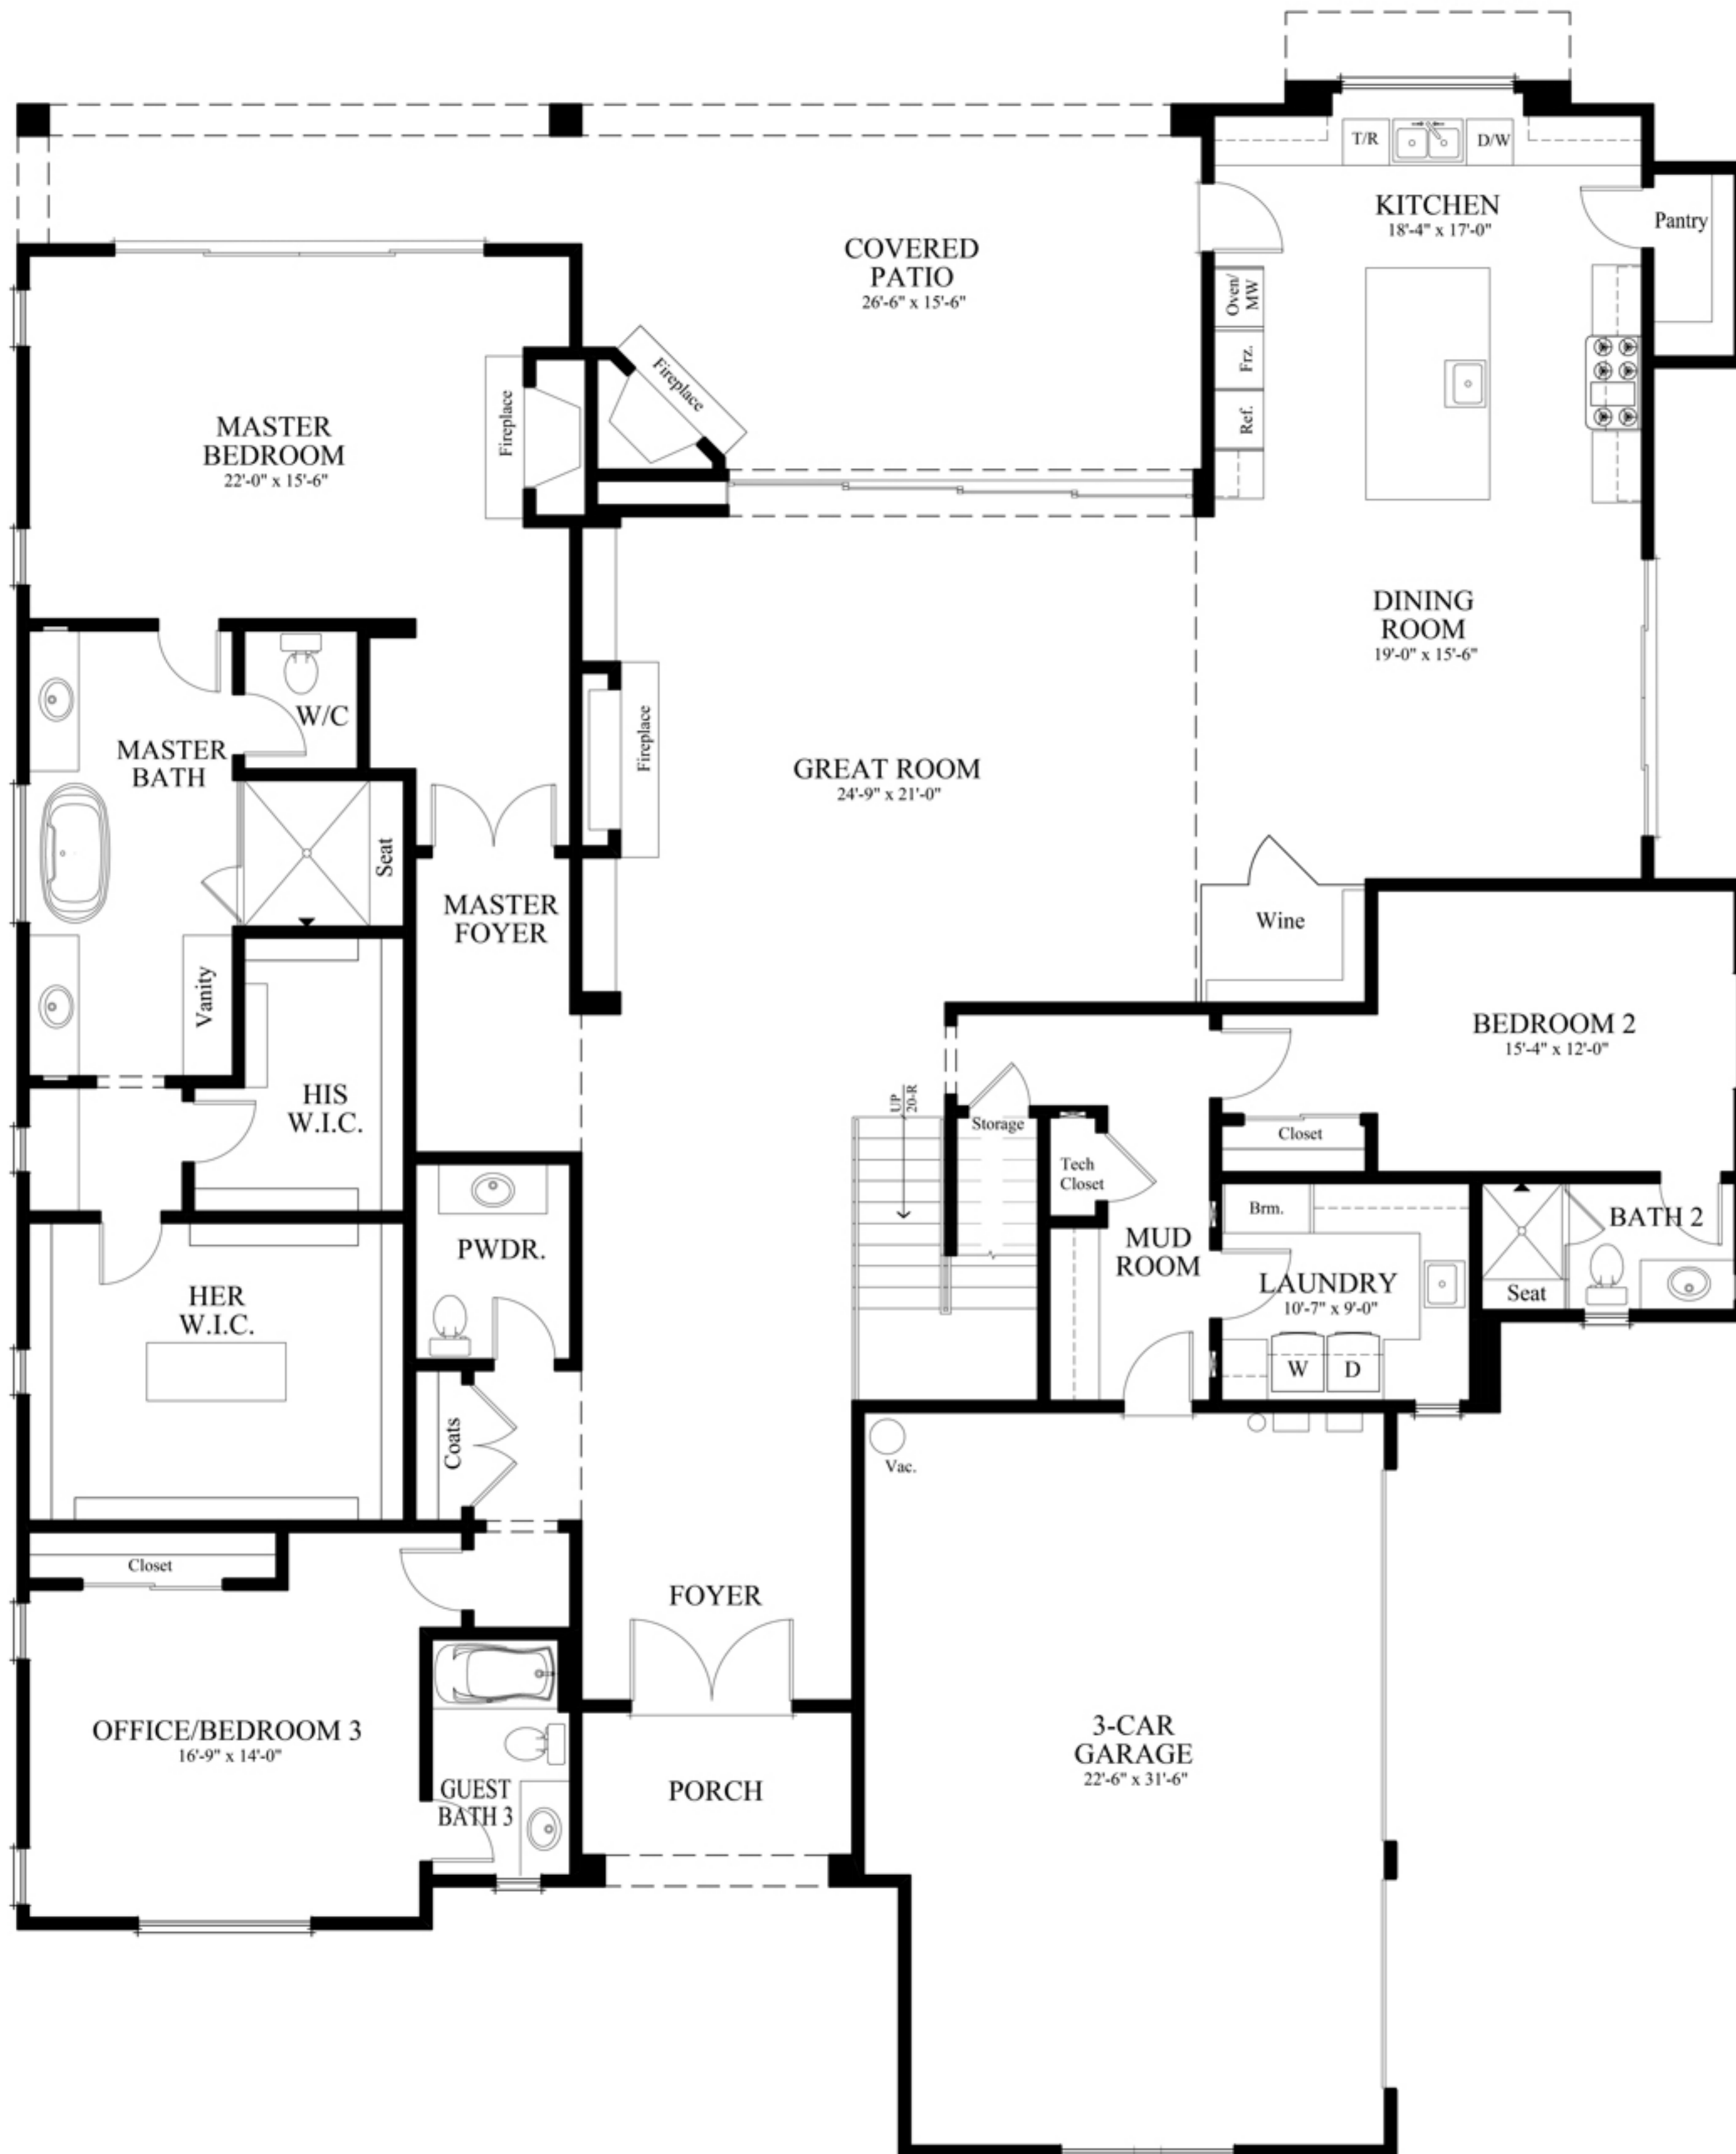 T/R
D/W
KITCHEN
18'-4" x 17'-0"
Pantry
COVERED
PATIO
26'-6" x 15'-6"
Oven/
MW
Frz.
Ref.
Fireplace
Fireplace
MASTER
BEDROOM
22'-0" x 15'-6"
DINING
ROOM
19'-0" x 15'-6"
W/C
MASTER
BATH
Fireplace
GREAT ROOM
24'-9" x 21'-0"
Seat
MASTER
FOYER
Wine
Vanity
BEDROOM 2
15'-4" x 12'-0"
HIS
W.I.C.
UP
20-R
Storage
Closet
Tech
Closet
Brm.
BATH 2
PWDR.
MUD
ROOM
LAUNDRY
10'-7" x 9'-0"
Seat
HER
W.I.C.
W
D
Coats
Vac.
Closet
FOYER
OFFICE/BEDROOM 3
16'-9" x 14'-0"
3-CAR
GARAGE
22'-6" x 31'-6"
GUEST
BATH 3
PORCH